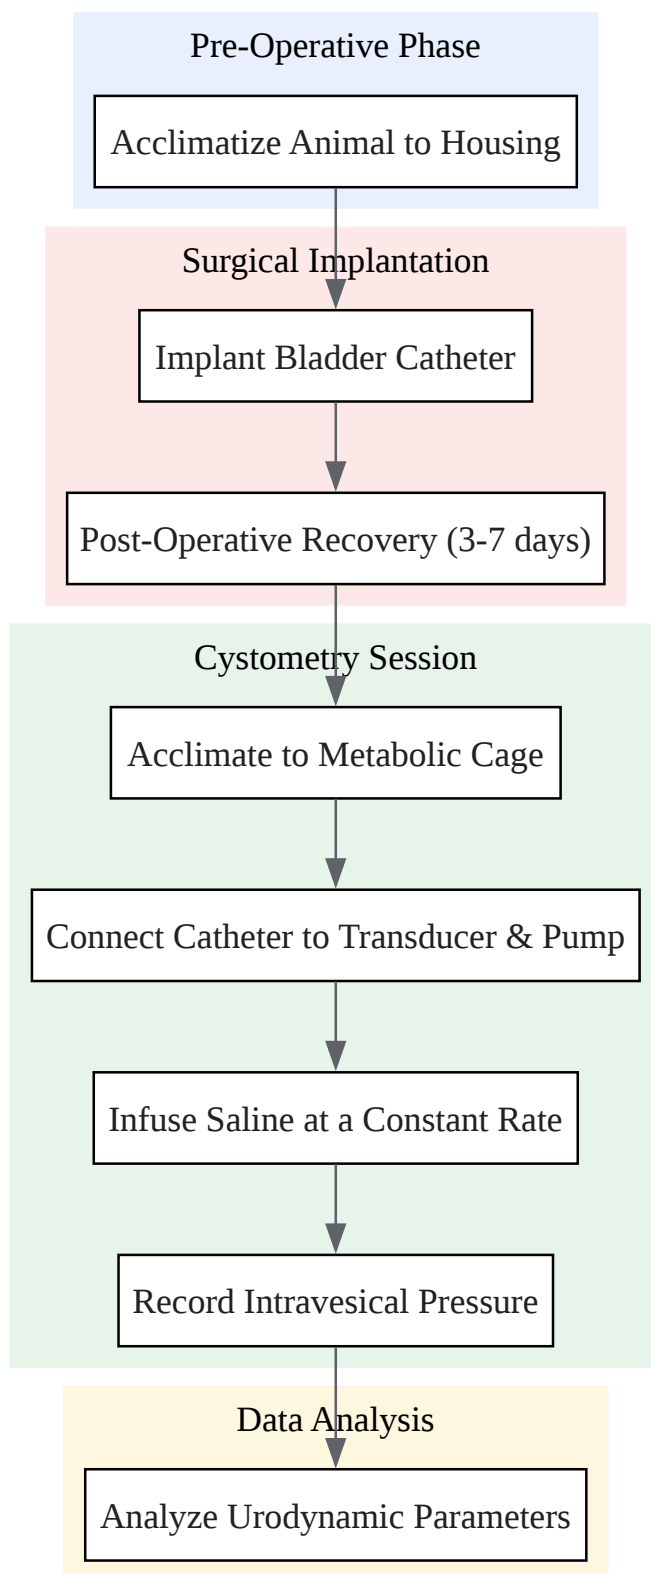 Pre-Operative Phase
Acclimatize Animal to Housing
Surgical Implantation
Implant Bladder Catheter
Post-Operative Recovery (3-7 days)
Cystometry Session
Acclimate to Metabolic Cage
Connect Catheter to Transducer & Pump
Infuse Saline at a Constant Rate
Record Intravesical Pressure
Data Analysis
Analyze Urodynamic Parameters